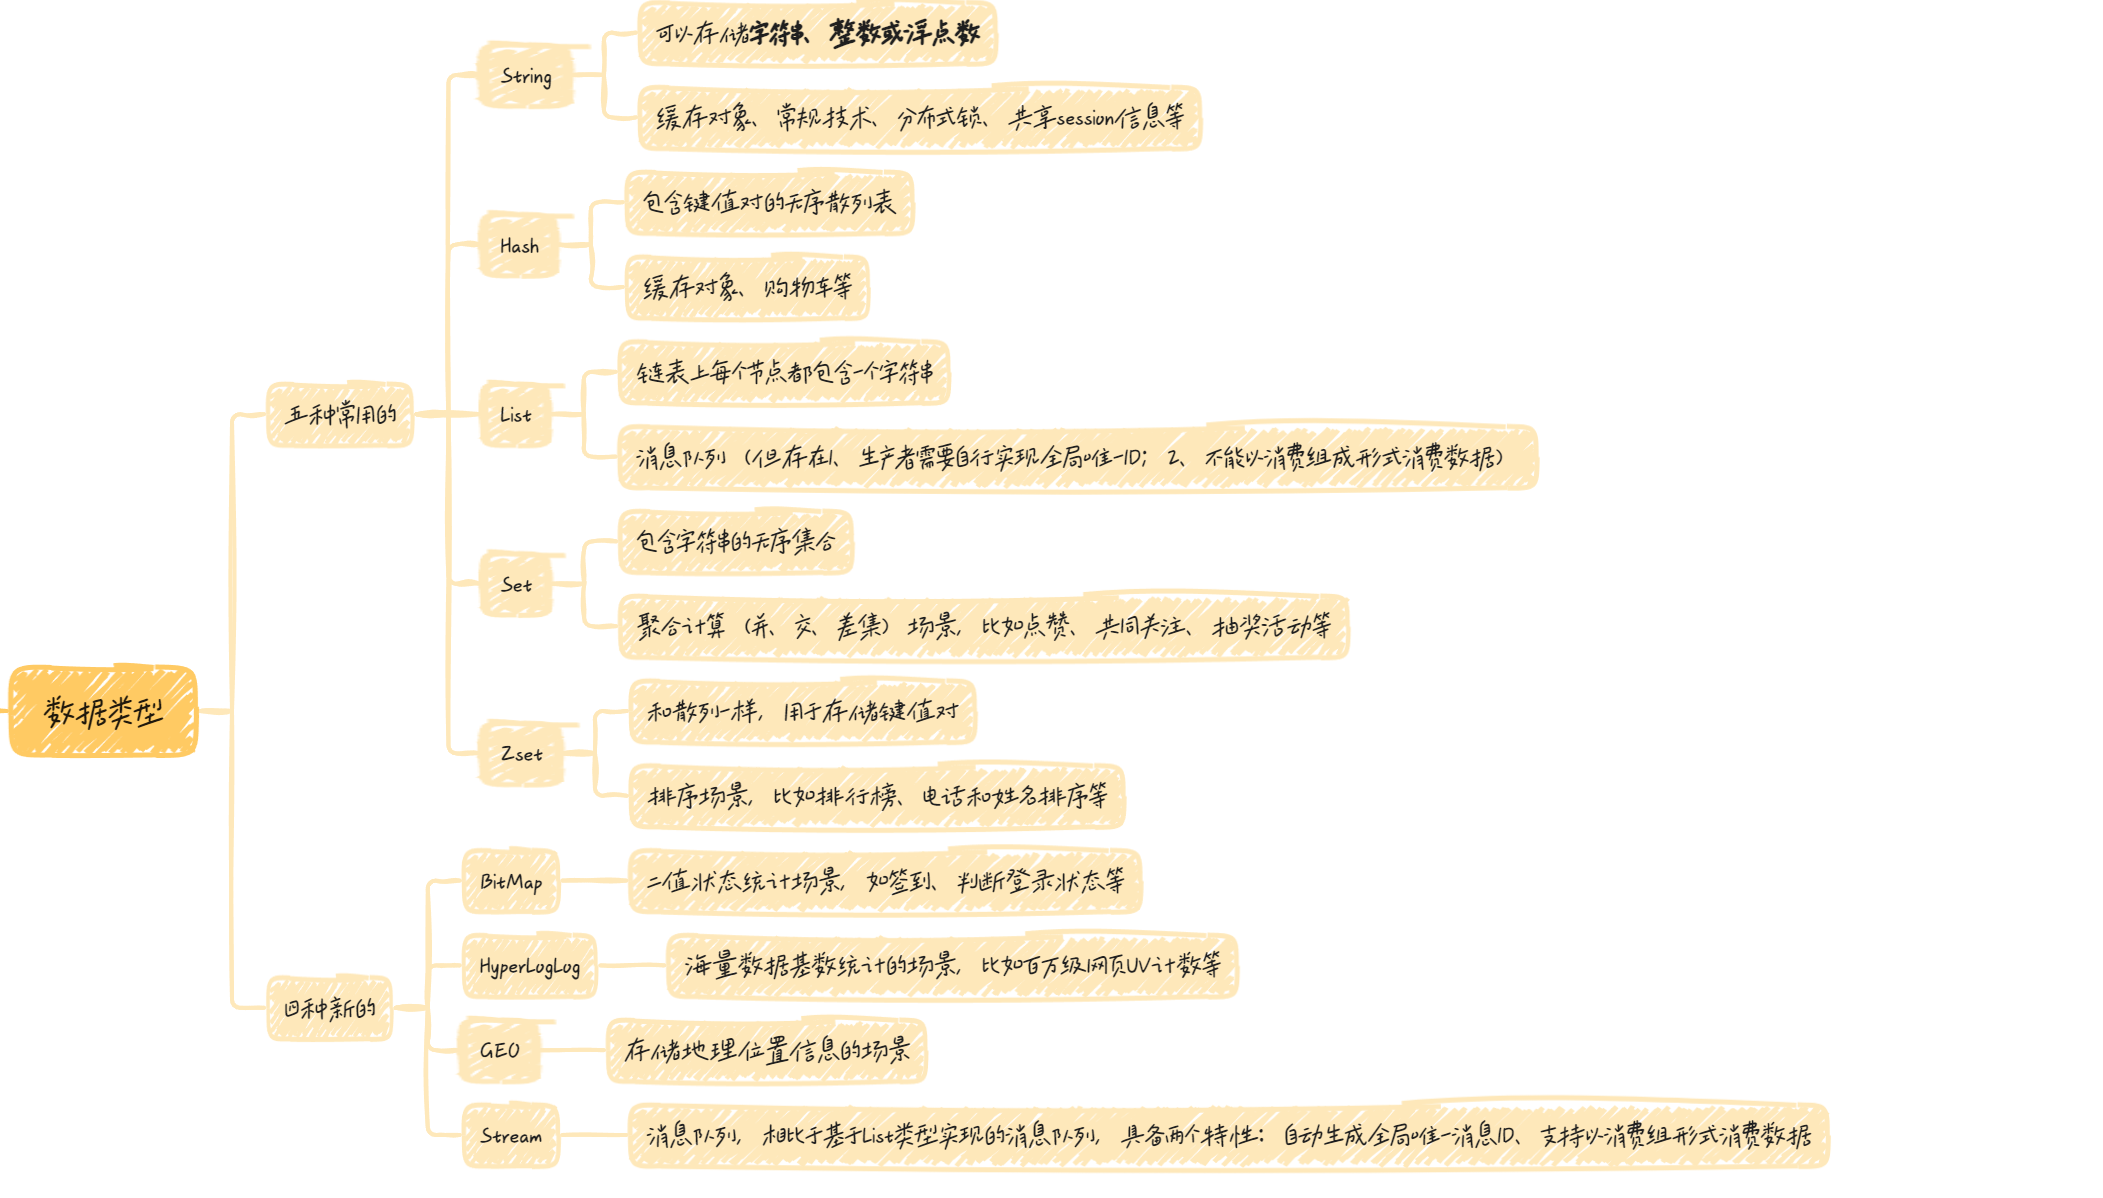 数据类型
五种常用的
String
可以存储字符串、整数或浮点数
缓存对象、常规技术、分布式锁、共享session信息等
Hash
包含键值对的无序散列表
缓存对象、购物车等
List
链表上每个节点都包含一个字符串
消息队列（但存在1、生产者需要自行实现全局唯一ID；2、不能以消费组成形式消费数据）
Set
包含字符串的无序集合
聚合计算（并、交、差集）场景，比如点赞、共同关注、抽奖活动等
Zset
和散列一样，用于存储键值对
排序场景，比如排行榜、电话和姓名排序等
四种新的
BitMap
二值状态统计场景，如签到、判断登录状态等
HyperLogLog
海量数据基数统计的场景，比如百万级网页UV计数等
GEO
存储地理位置信息的场景
Stream
消息队列，相比于基于List类型实现的消息队列，具备两个特性：自动生成全局唯一消息ID、支持以消费组形式消费数据